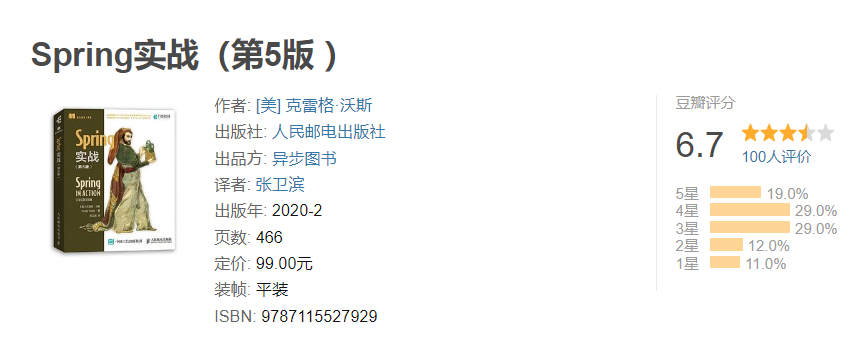 Spring实战（第5版 ）
Spring
实战
（第5版）
Spring
IN ACTION
作者: [美] 克雷格·沃斯
出版社: 人民邮电出版社
出品方: 异步图书
译者: 张卫滨
出版年: 2020-2
页数: 466
定价: 99.00元
装帧: 平装
ISBN: 9787115527929
豆瓣评分
6.7
100人评价
5星 19.0%
4星 29.0%
3星 29.0%
2星 12.0%
1星 11.0%